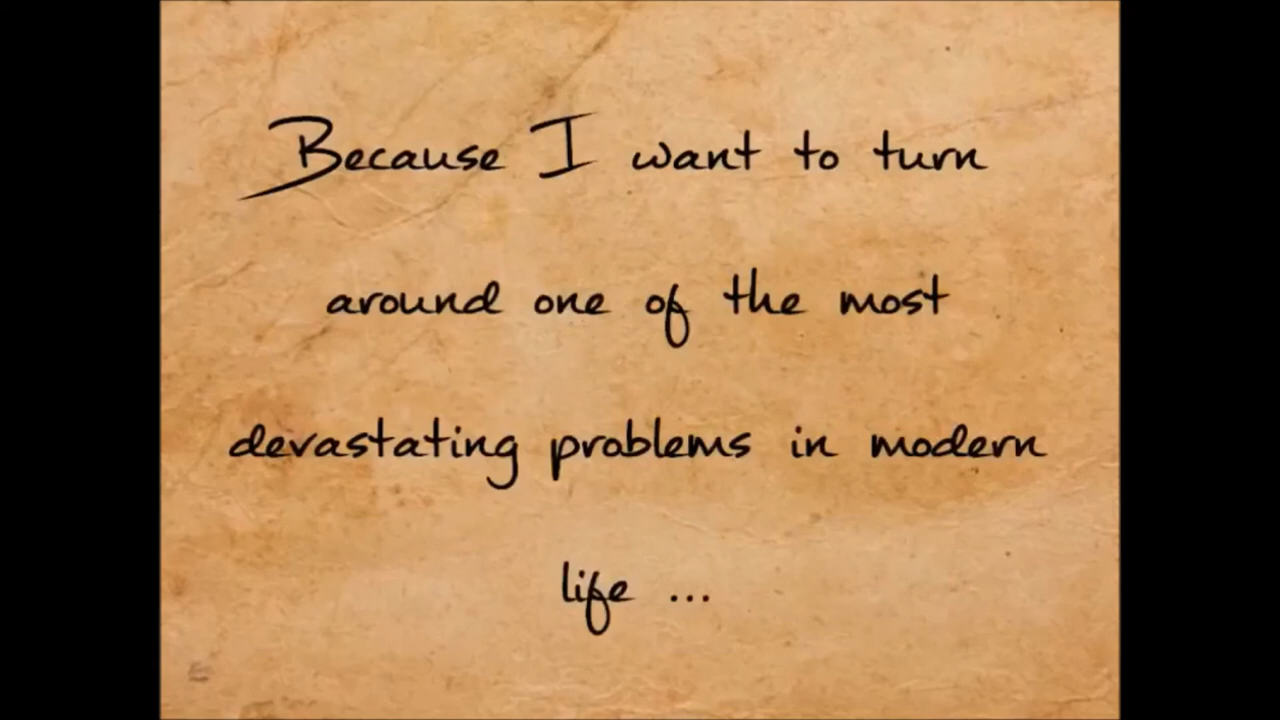 Because I want to turn
around one of the most
devastating problems in modern
life ...